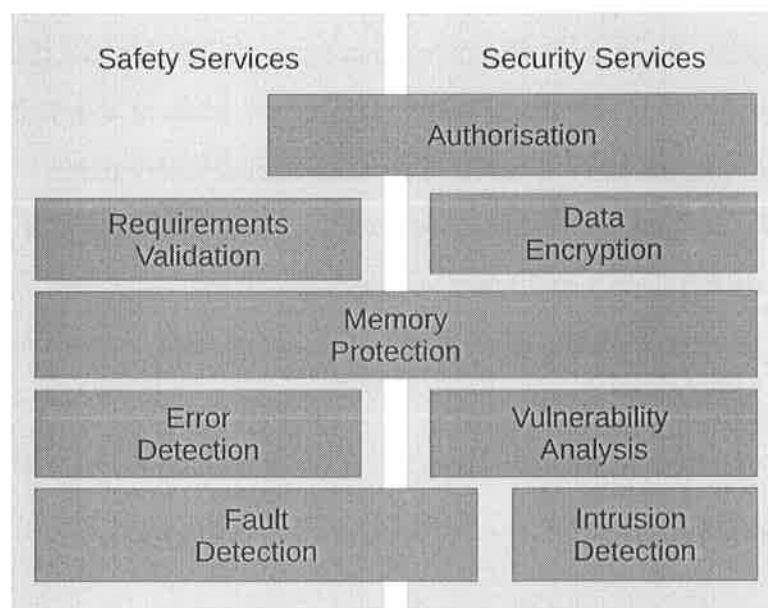 Safety Services
Security Services
Authorisation
Requirements
Validation
Data
Encryption
Memory
Protection
Error
Detection
Vulnerability
Analysis
Fault
Detection
Intrusion
Detection